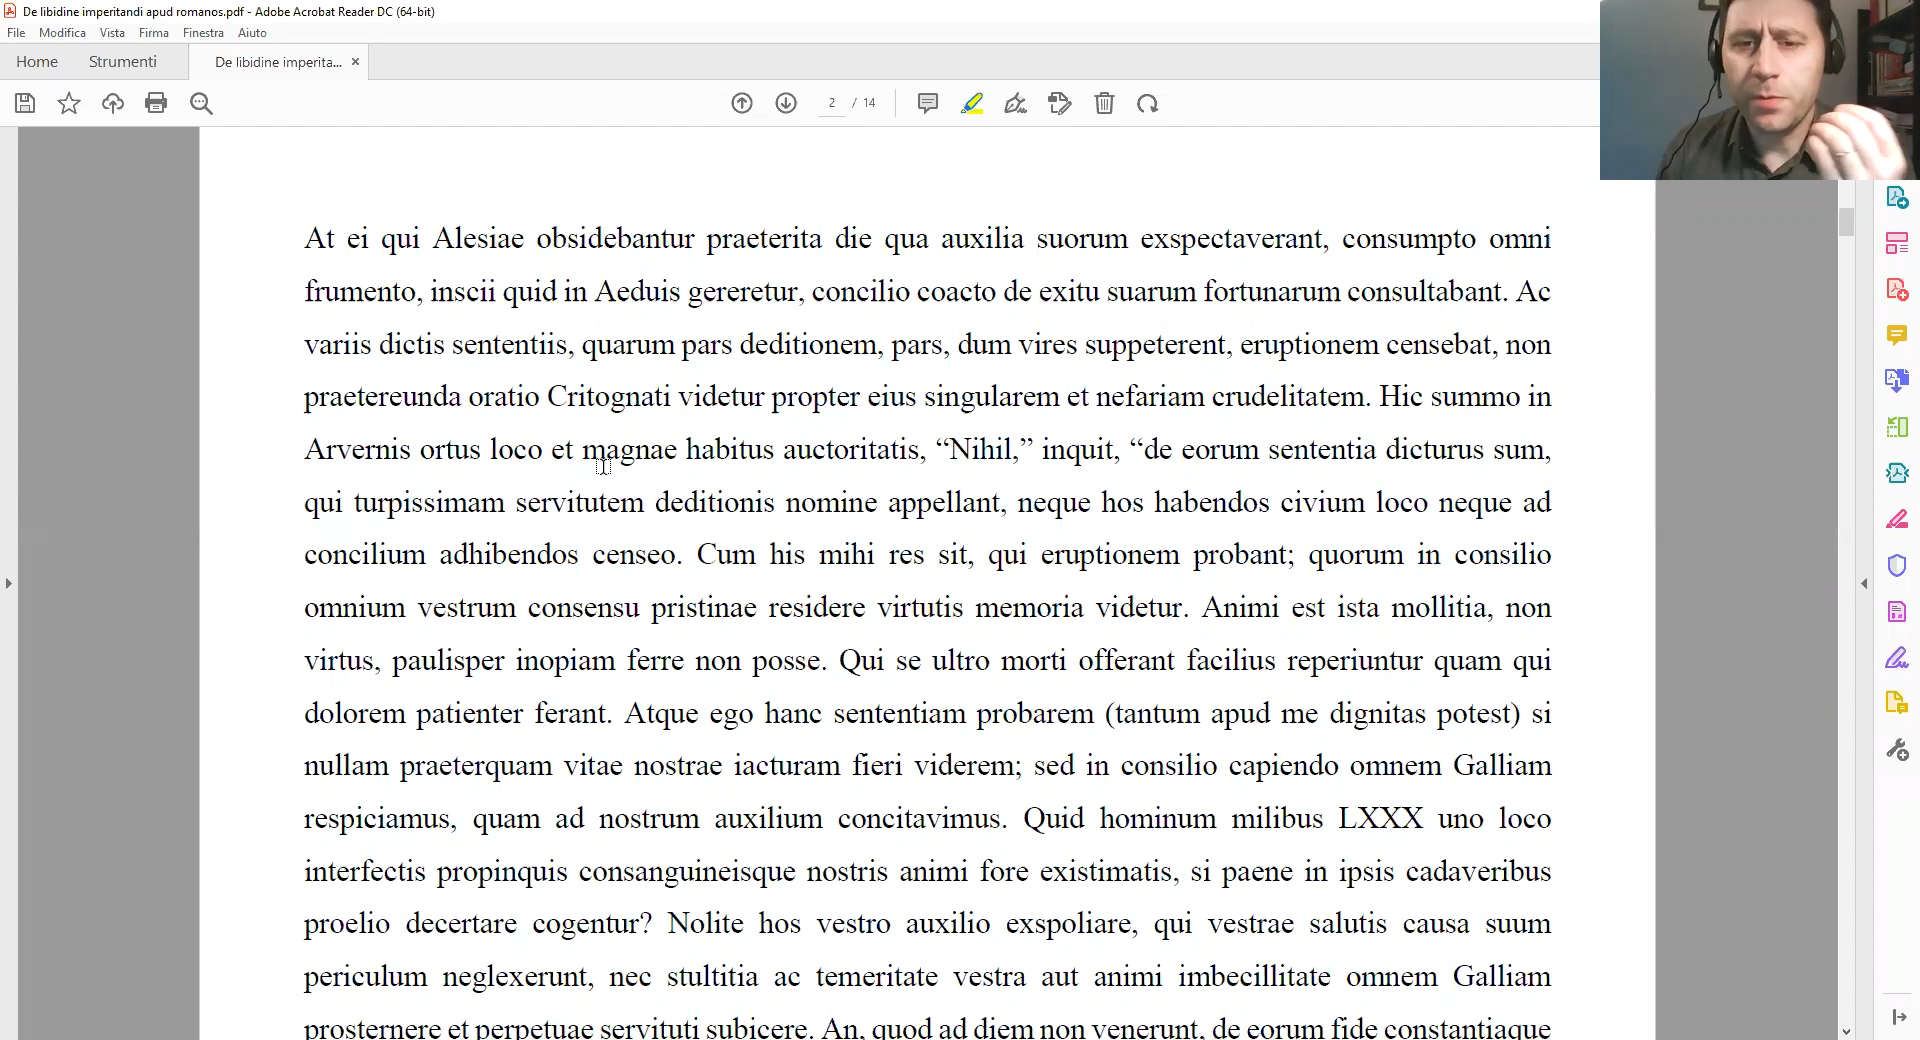 De libidine imperitandi apud romanos.pdf - Adobe Acrobat Reader DC (64-bit)
File Modifica Vista Firma Finestra Aiuto
Home Strumenti De libidine imperita... ×
2 / 14
At ei qui Alesiae obsidebantur praeterita die qua auxilia suorum exspectaverant, consumpto omni
frumento, inscii quid in Aeduis gereretur, concilio coacto de exitu suarum fortunarum consultabant. Ac
variis dictis sententiis, quarum pars deditionem, pars, dum vires suppeterent, eruptionem censebat, non
praetereunda oratio Critognati videtur propter eius singularem et nefariam crudelitatem. Hic summo in
Arvernis ortus loco et magnae habitus auctoritatis, “Nihil,” inquit, “de eorum sententia dicturus sum,
qui turpissimam servitutem deditionis nomine appellant, neque hos habendos civium loco neque ad
concilium adhibendos censeo. Cum his mihi res sit, qui eruptionem probant; quorum in consilio
omnium vestrum consensu pristinae residere virtutis memoria videtur. Animi est ista mollitia, non
virtus, paulisper inopiam ferre non posse. Qui se ultro morti offerant facilius reperiuntur quam qui
dolorem patienter ferant. Atque ego hanc sententiam probarem (tantum apud me dignitas potest) si
nullam praeterquam vitae nostrae iacturam fieri viderem; sed in consilio capiendo omnem Galliam
respiciamus, quam ad nostrum auxilium concitavimus. Quid hominum milibus LXXX uno loco
interfectis propinquis consanguineisque nostris animi fore existimatis, si paene in ipsis cadaveribus
proelio decertare cogentur? Nolite hos vestro auxilio exspoliare, qui vestrae salutis causa suum
periculum neglexerunt, nec stultitia ac temeritate vestra aut animi imbecillitate omnem Galliam
prosternere et perpetuae servituti subicere. An, quod ad diem non venerunt, de eorum fide constantiaque